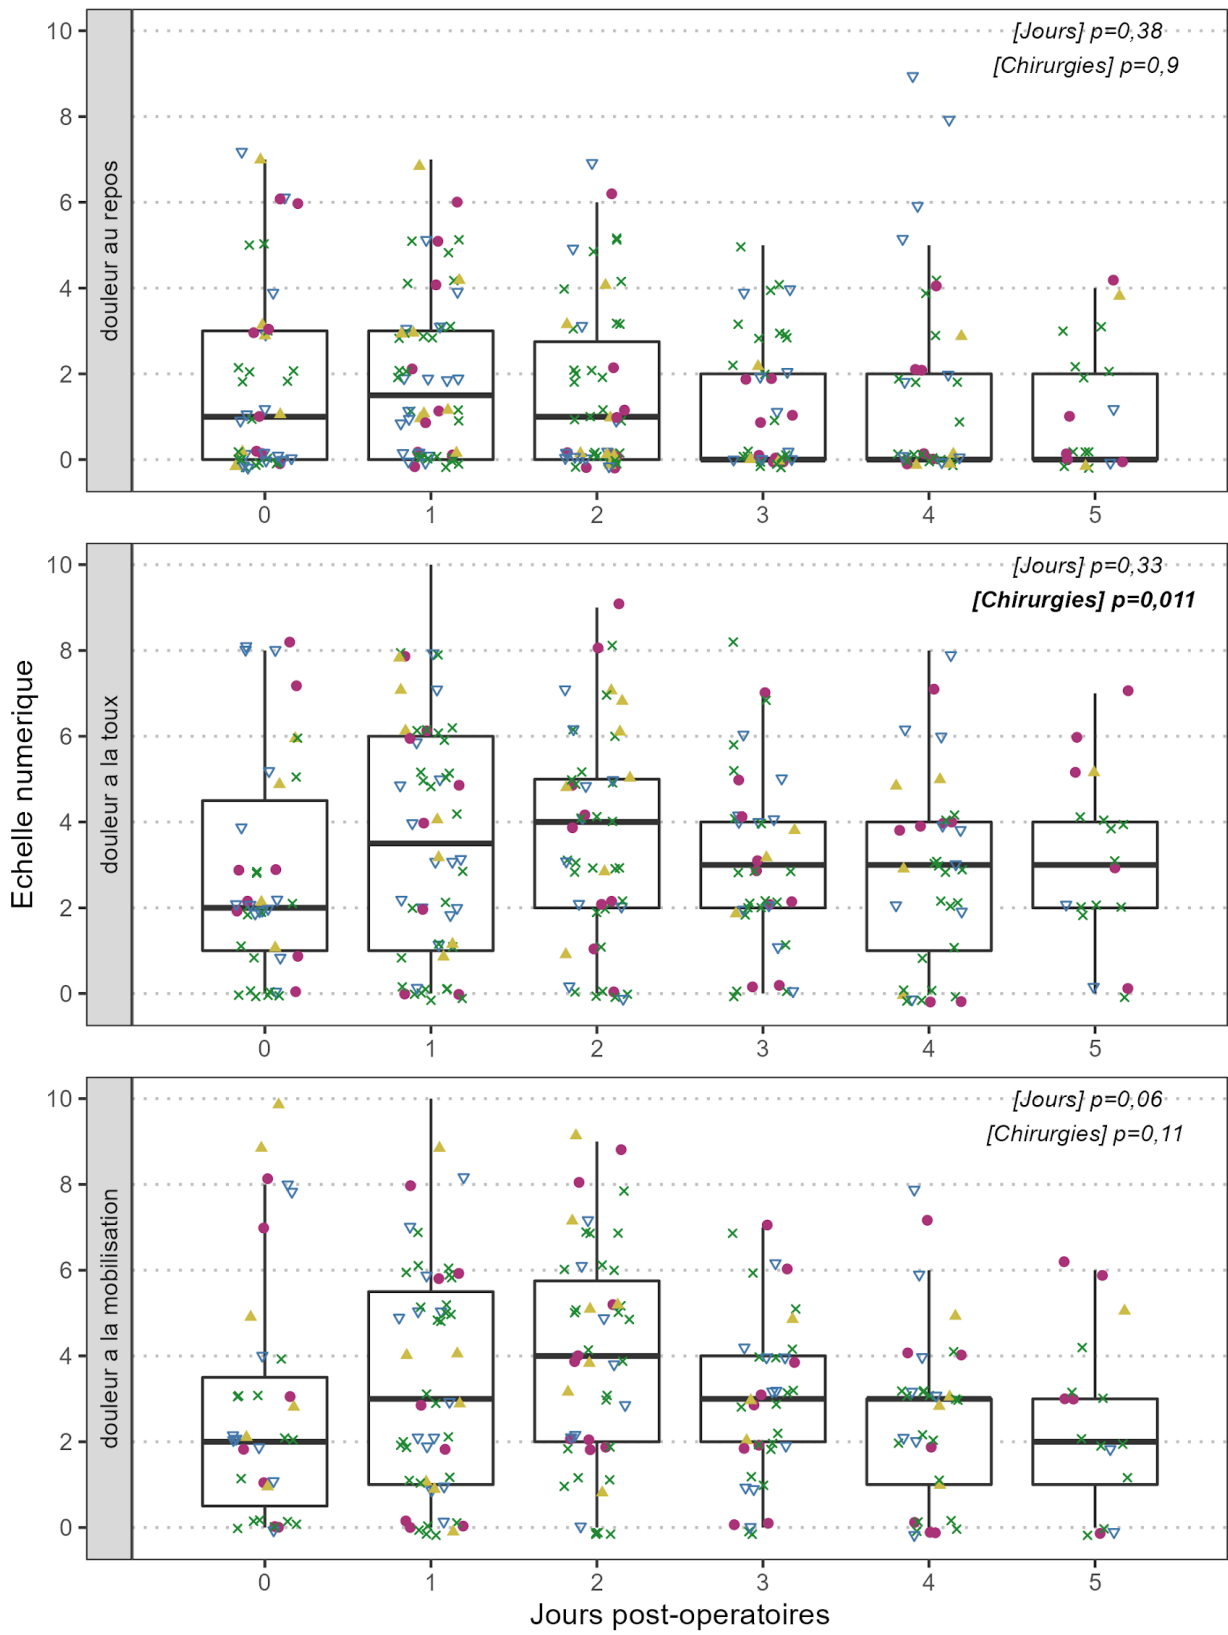 Echelle numerique
douleur au repos
10
8
6
4
2
0
[Jours] p=0,38
[Chirurgies] p=0,9
0 1 2 3 4 5
douleur a la toux
10
8
6
4
2
0
[Jours] p=0,33
[Chirurgies] p=0,011
0 1 2 3 4 5
douleur a la mobilisation
10
8
6
4
2
0
[Jours] p=0,06
[Chirurgies] p=0,11
0 1 2 3 4 5
Jours post-operatoires